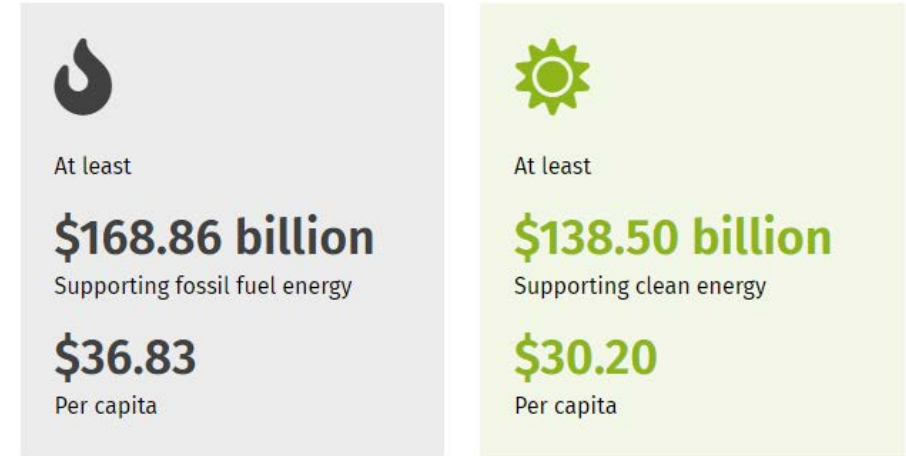 At least
$168.86 billion
Supporting fossil fuel energy
$36.83
Per capita
At least
$138.50 billion
Supporting clean energy
$30.20
Per capita